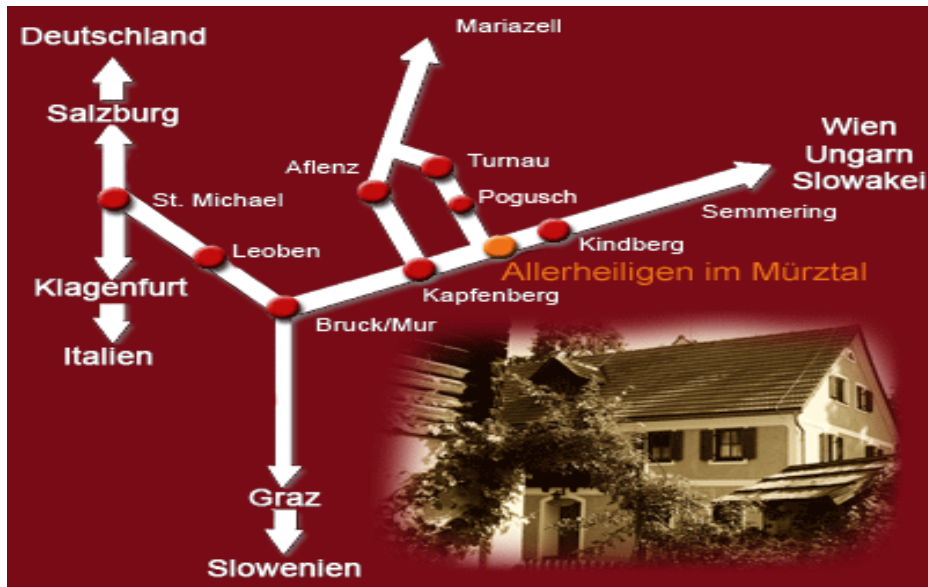 Deutschland
Mariazell
Salzburg
Wien
Ungarn
Slowakei
Aflenz
Turnau
Pogusch
St. Michael
Semmering
Leoben
Kindberg
Allerheiligen im Mürztal
Klagenfurt
Kapfenberg
Bruck/Mur
Italien
Graz
Slowenien